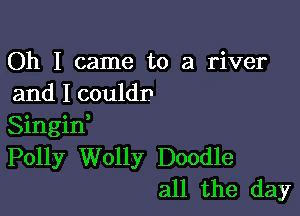 Oh I came to a river
and I couldn
Singin'
Polly Wolly Doodle
all the day